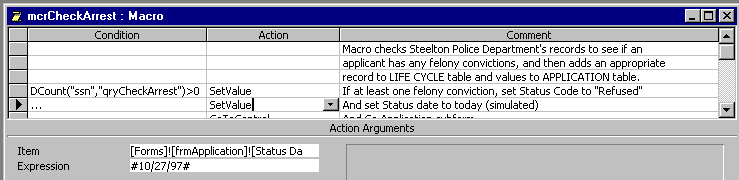 mcrCheckArrest : Macro
Condition Action Comment
Macro checks Steelton Police Department's records to see if an
applicant has any felony convictions, and then adds an appropriate
record to LIFE CYCLE table and values to APPLICATION table.
DCount("ssn","qryCheckArrest")>0 SetValue If at least one felony conviction, set Status Code to "Refused"
... SetValue And set Status date to today (simulated)
Action Arguments
Item [Forms]![frmApplication]![Status Da
Expression #10/27/97#